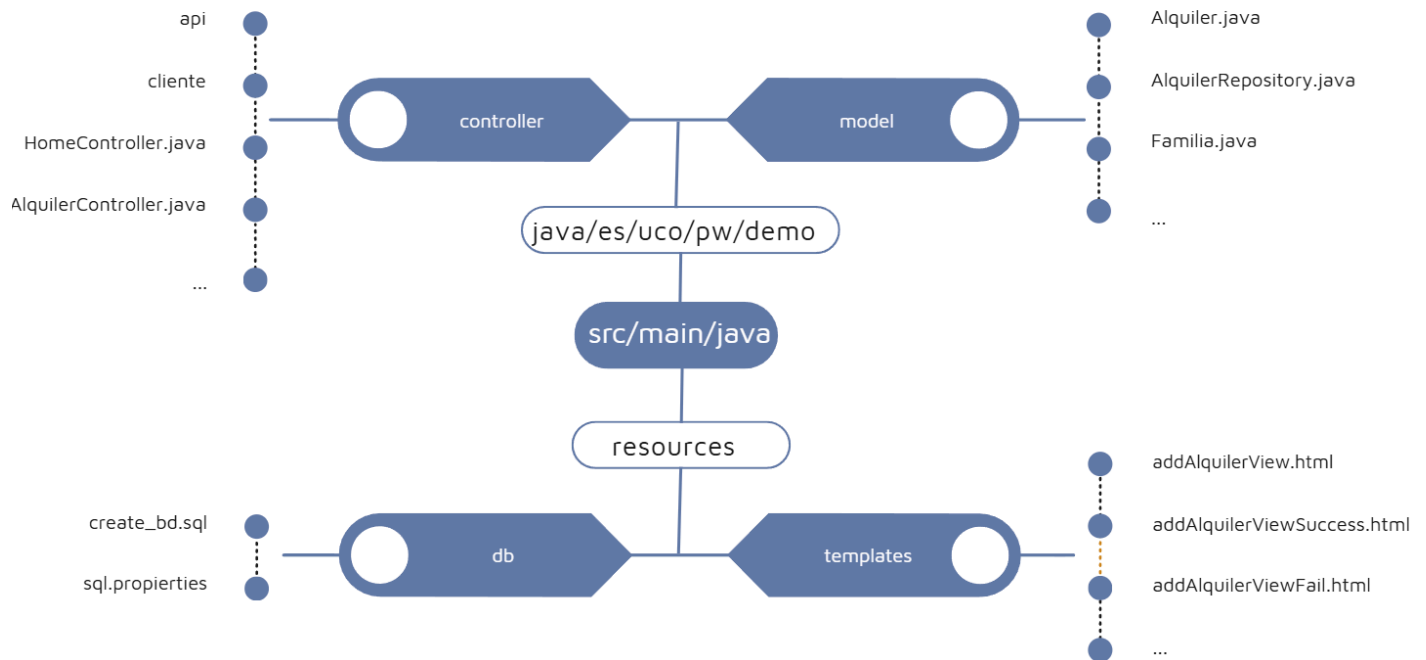 api
cliente
HomeController.java
AlquilerController.java
...
controller
model
Alquiler.java
AlquilerRepository.java
Familia.java
...
java/es/uco/pw/demo
src/main/java
resources
create_bd.sql
sql.propierties
db
templates
addAlquilerView.html
addAlquilerViewSuccess.html
addAlquilerViewFail.html
...